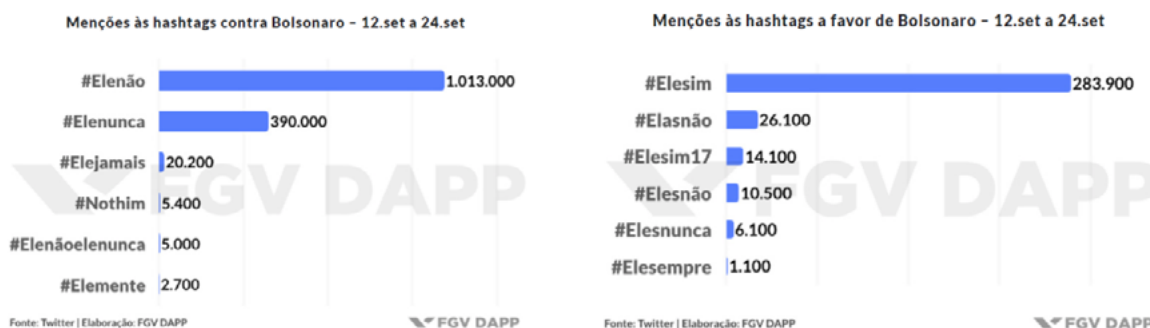 Menções às hashtags contra Bolsonaro – 12.set a 24.set
#Elenão 1.013.000
#Elenunca 390.000
#Elejamais 20.200
#Nothim 5.400
#Elenãoelenunca 5.000
#Elemente 2.700
FGV DAPP
Fonte: Twitter | Elaboração: FGV DAPP
FGV DAPP
Menções às hashtags a favor de Bolsonaro – 12.set a 24.set
#Elesim 283.900
#Elasnão 26.100
#Elesim17 14.100
#Elesnão 10.500
#Elesnunca 6.100
#Elesempre 1.100
FGV DAPP
Fonte: Twitter | Elaboração: FGV DAPP
FGV DAPP